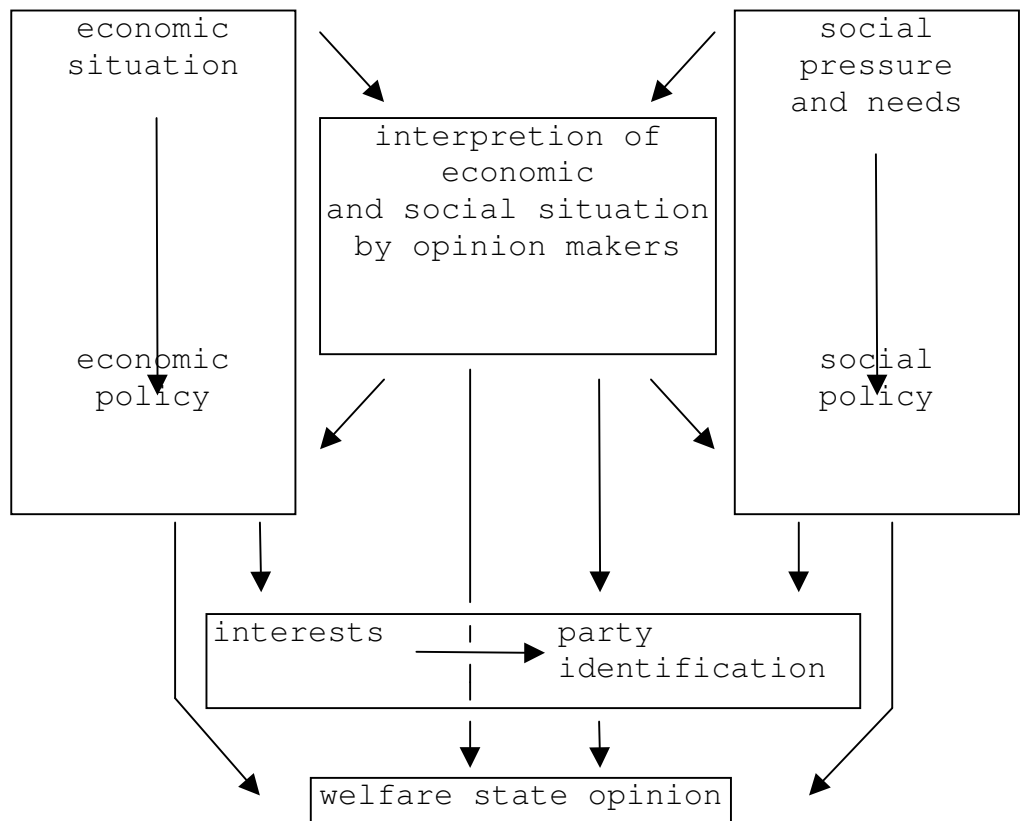 economic
situation
social
pressure
and needs
interpretion of
economic
and social situation
by opinion makers
economic
policy
social
policy
interests
party
identification
welfare state opinion